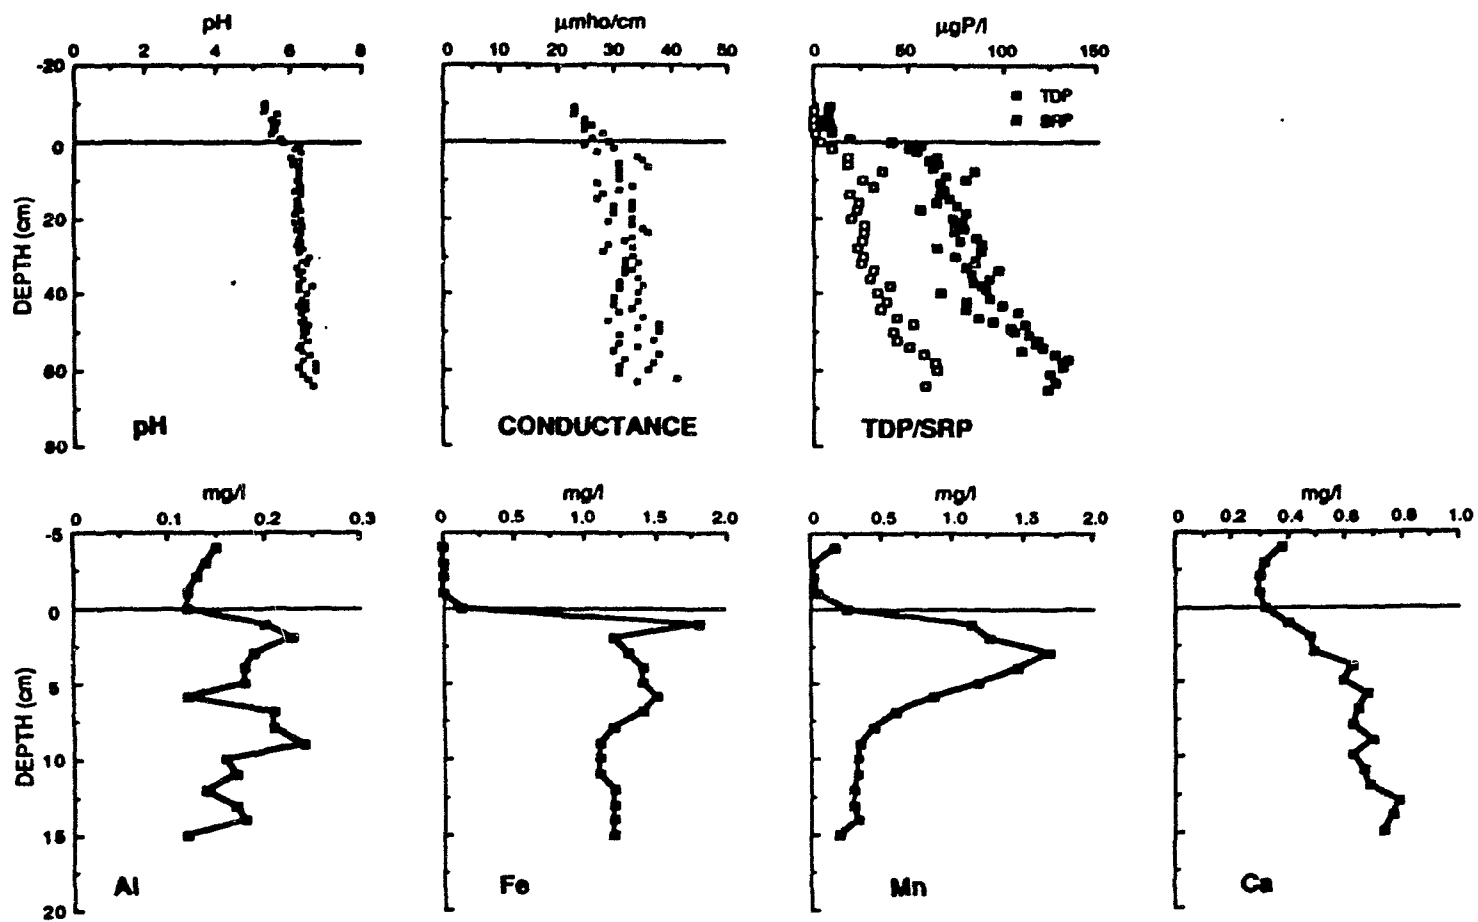 pH
0 2 4 6 8
-20
0
20
40
60
80
DEPTH (cm)
pH
µmho/cm
0 10 20 30 40 50
CONDUCTANCE
µgP/l
0 50 100 150
TDP
SRP
TDP/SRP
mg/l
0 0.1 0.2 0.3
-5
0
5
10
15
20
DEPTH (cm)
Al
mg/l
0 0.5 1.0 1.5 2.0
Fe
mg/l
0 0.5 1.0 1.5 2.0
Mn
mg/l
0 0.2 0.4 0.6 0.8 1.0
Ca